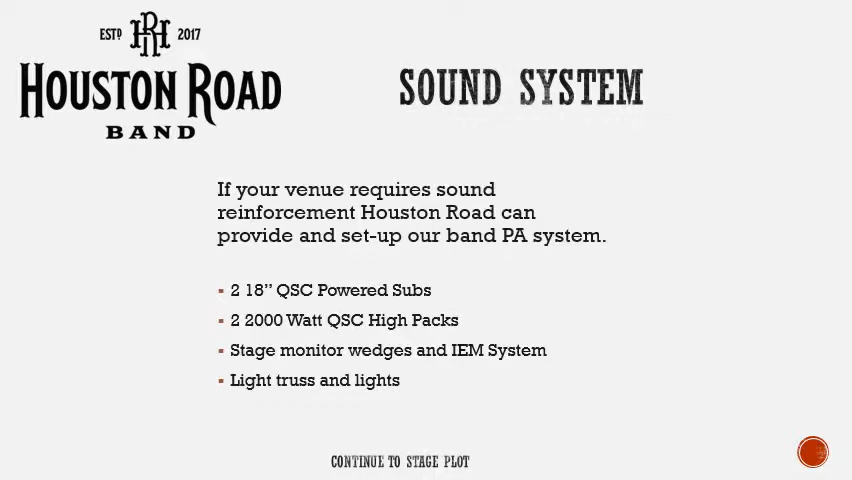 ESTD RH 2017
HOUSTON ROAD
BAND
SOUND SYSTEM
If your venue requires sound
reinforcement Houston Road can
provide and set-up our band PA system.
▪ 2 18” QSC Powered Subs
▪ 2 2000 Watt QSC High Packs
▪ Stage monitor wedges and IEM System
▪ Light truss and lights
CONTINUE TO STAGE PLOT